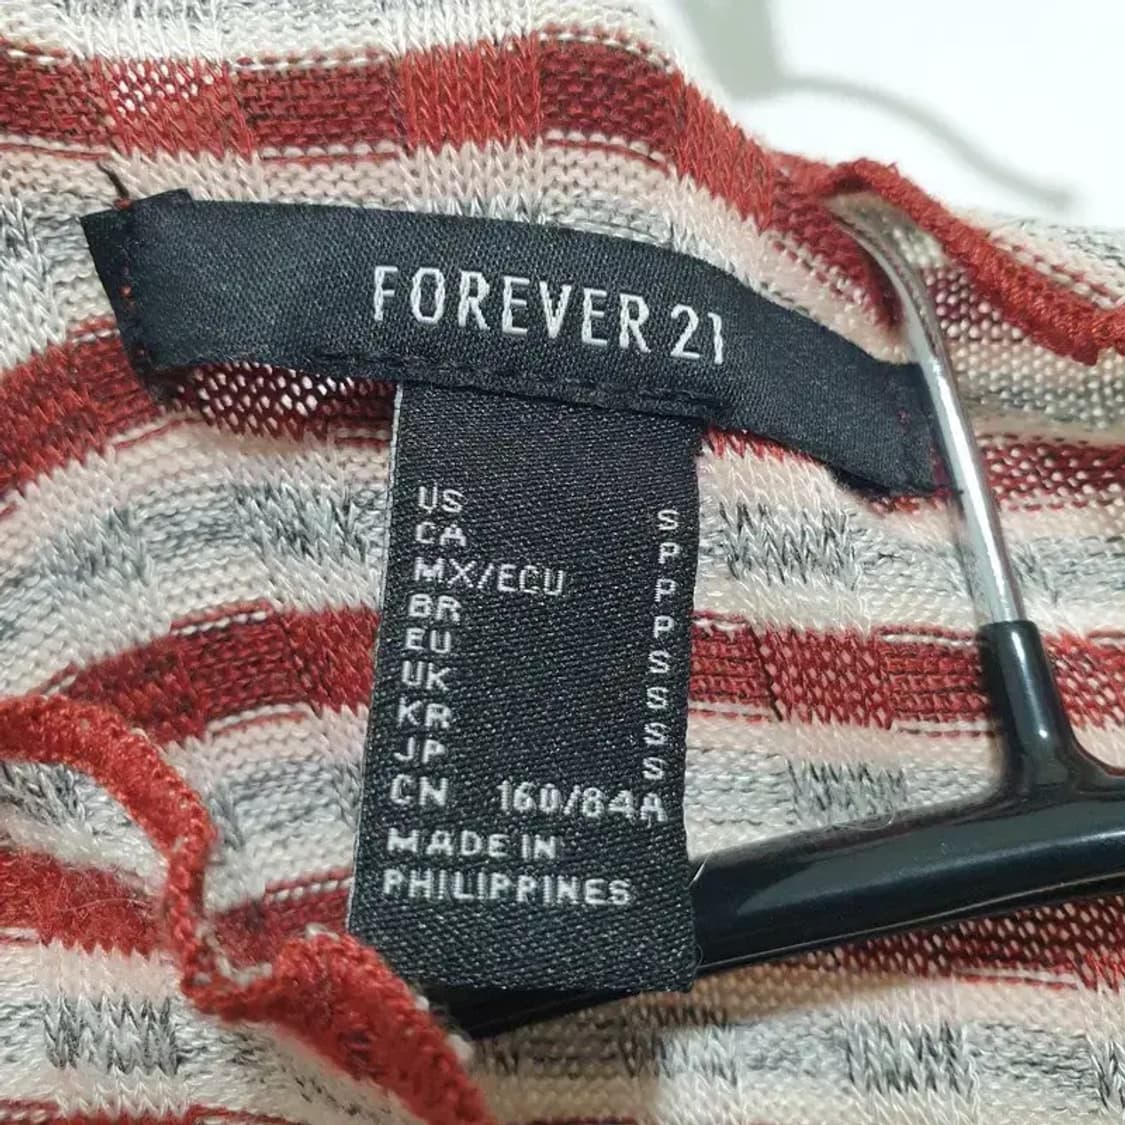 FOREVER 21
US S
CA P
MX/ECU P
BR P
EU S
UK S
KR S
JP S
CN 160/84A
MADE IN
PHILIPPINES